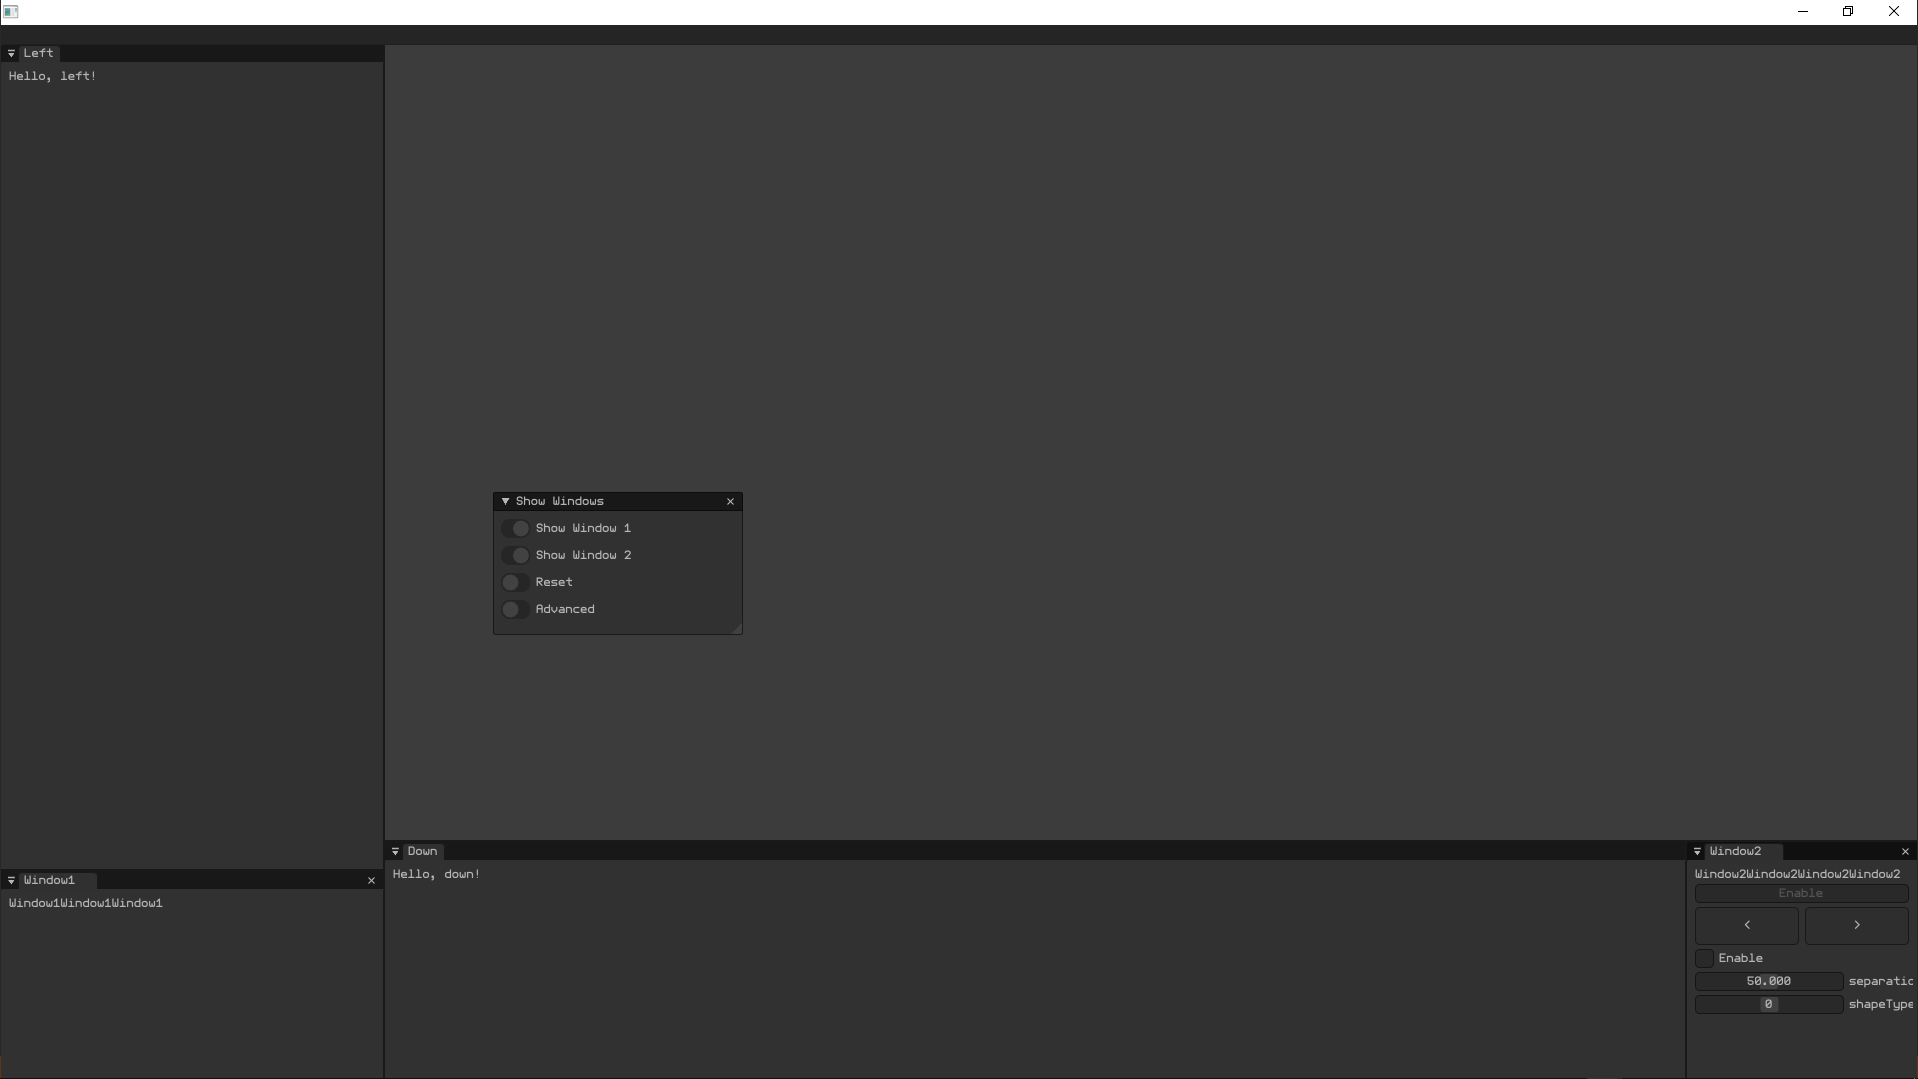 Left
Hello, left!
Show Windows
Show Window 1
Show Window 2
Reset
Advanced
Window1
Window1Window1Window1
Down
Hello, down!
Window2
Window2Window2Window2Window2
Enable
< >
Enable
50.000 separatic
0 shapeType